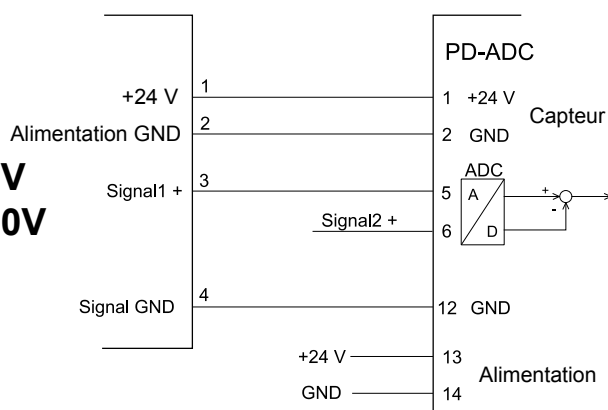 PD-ADC
+24 V 1 1 +24 V
Capteur
Alimentation GND 2 2 GND
V
Signal1 + 3 5 ADC A +
0V
Signal2 + 6 D -
Signal GND 4 12 GND
+24 V 13
Alimentation
GND 14